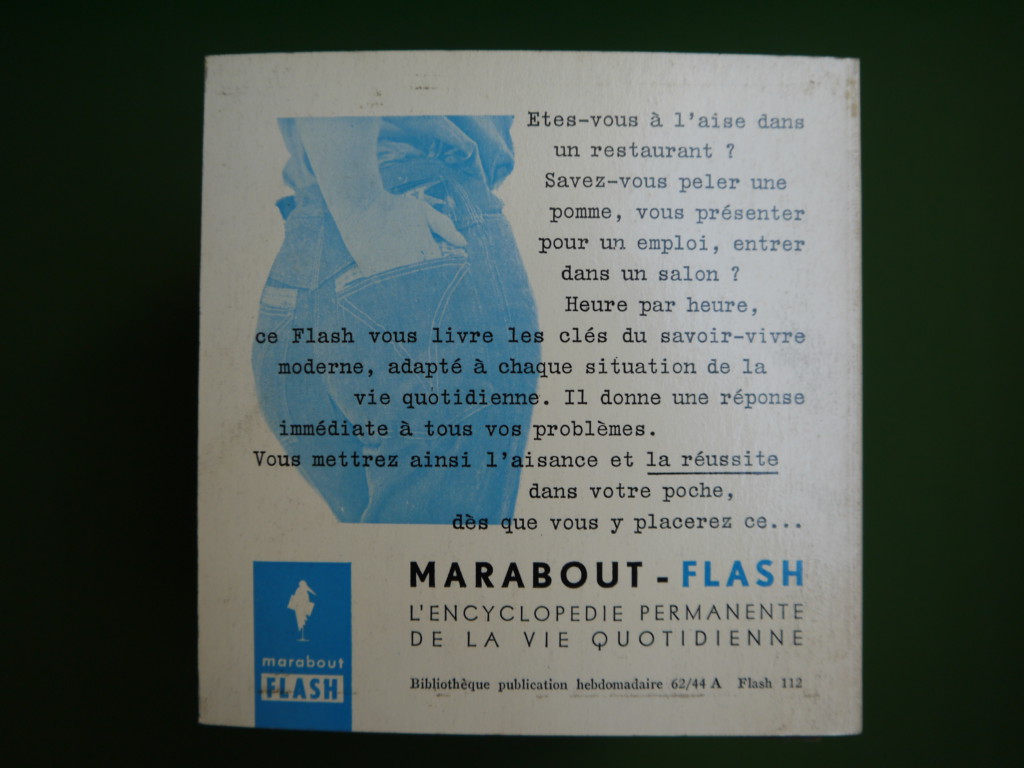 Etes-vous à l'aise dans
un restaurant ?
Savez-vous peler une
pomme, vous présenter
pour un emploi, entrer
dans un salon ?
Heure par heure,
ce Flash vous livre les clés du savoir-vivre
moderne, adapté à chaque situation de la
vie quotidienne. Il donne une réponse
immédiate à tous vos problèmes.
Vous mettrez ainsi l'aisance et la réussite
dans votre poche,
dès que vous y placerez ce...
MARABOUT - FLASH
L'ENCYCLOPEDIE PERMANENTE
DE LA VIE QUOTIDIENNE
marabout
FLASH
Bibliothèque publication hebdomadaire 62/44 A Flash 112